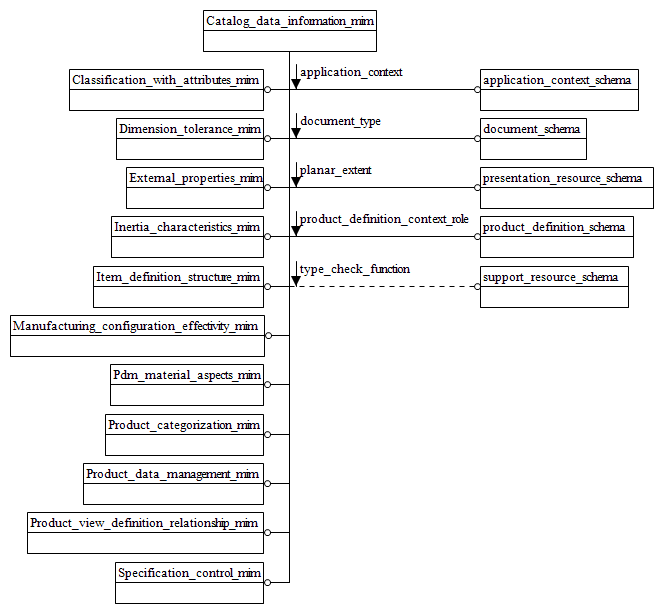 Catalog_data_information_mim
application_context
Classification_with_attributes_mim
application_context_schema
document_type
Dimension_tolerance_mim
document_schema
planar_extent
External_properties_mim
presentation_resource_schema
product_definition_context_role
Inertia_characteristics_mim
product_definition_schema
type_check_function
Item_definition_structure_mim
support_resource_schema
Manufacturing_configuration_effectivity_mim
Pdm_material_aspects_mim
Product_categorization_mim
Product_data_management_mim
Product_view_definition_relationship_mim
Specification_control_mim